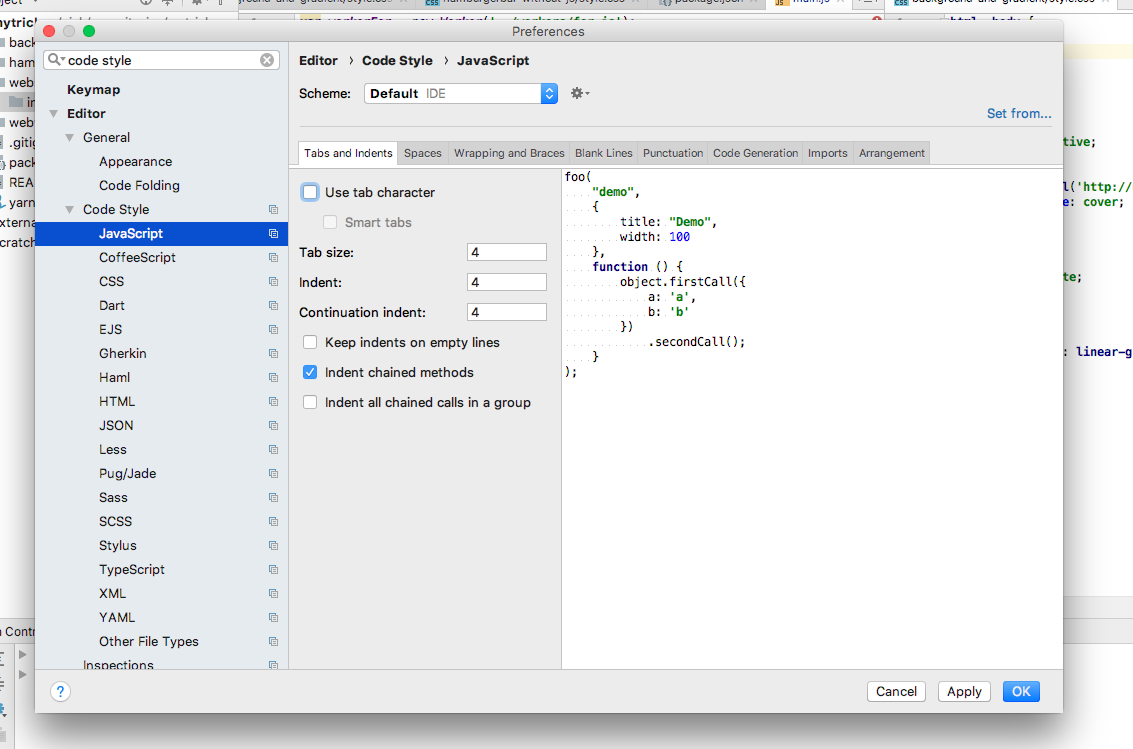 Preferences
code style
Keymap
Editor
General
Appearance
Code Folding
Code Style
JavaScript
CoffeeScript
CSS
Dart
EJS
Gherkin
Haml
HTML
JSON
Less
Pug/Jade
Sass
SCSS
Stylus
TypeScript
XML
YAML
Other File Types
Inspections
Editor › Code Style › JavaScript
Scheme: Default IDE
Set from...
Tabs and Indents Spaces Wrapping and Braces Blank Lines Punctuation Code Generation Imports Arrangement
Use tab character
Smart tabs
Tab size: 4
Indent: 4
Continuation indent: 4
Keep indents on empty lines
Indent chained methods
Indent all chained calls in a group
foo(
"demo",
{
title: "Demo",
width: 100
},
function () {
object.firstCall({
a: 'a',
b: 'b'
})
.secondCall();
}
);
? Cancel Apply OK
tive;
l('http://
e: cover;
te;
: linear-g
back
ham
web
in
web
.gitig
pack
REA
yarn
xterna
cratch